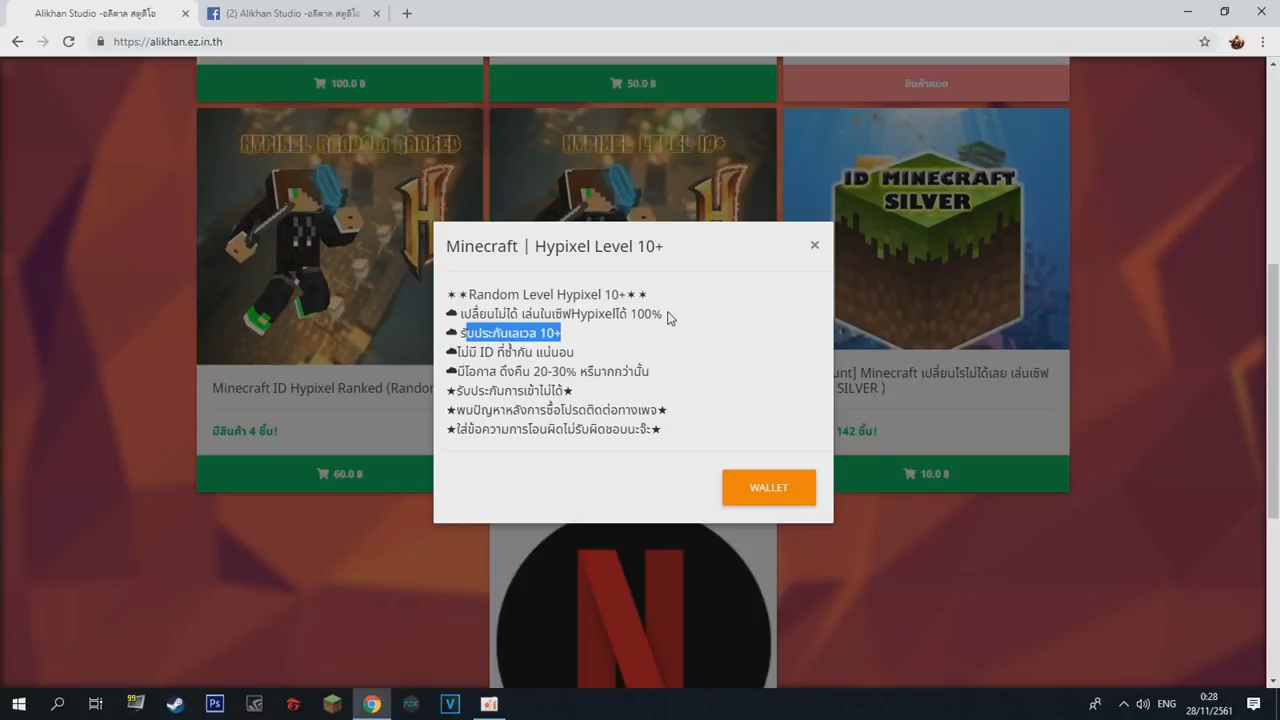 Alikhan Studio -อลิคาล สตูดิโอ
(2) Alikhan Studio -อลิคาล สตูดิโ
https://alikhan.ez.in.th
100.0 ฿
50.0 ฿
สินค้าหมด
HYPIXEL RANDOM RANKED
HYPIXEL LEVEL 10+
ID MINECRAFT
SILVER
Minecraft | Hypixel Level 10+
×
✶✶Random Level Hypixel 10+✶✶
☁ เปลี่ยนไม่ได้ เล่นในเซิฟHypixelได้ 100%
☁ รับประกันเลเวล 10+
☁ไม่มี ID ที่ซ้ำกัน แน่นอน
☁มีโอกาส ดึงคืน 20-30% หรีมากกว่านั้น
★รับประกันการเข้าไม่ได้★
★พบปัญหาหลังการซื้อโปรดติดต่อทางเพจ★
★ใส่ข้อความการโอนผิดไม่รับผิดชอบนะจ๊ะ★
WALLET
Minecraft ID Hypixel Ranked (Rando
unt] Minecraft เปลี่ยนไรไม่ได้เลย เล่นเซิฟ
SILVER )
มีสินค้า 4 ชิ้น!
142 ชิ้น!
60.0 ฿
10.0 ฿
N
99
Ps
NOX
V
ENG
0:28
28/11/2561